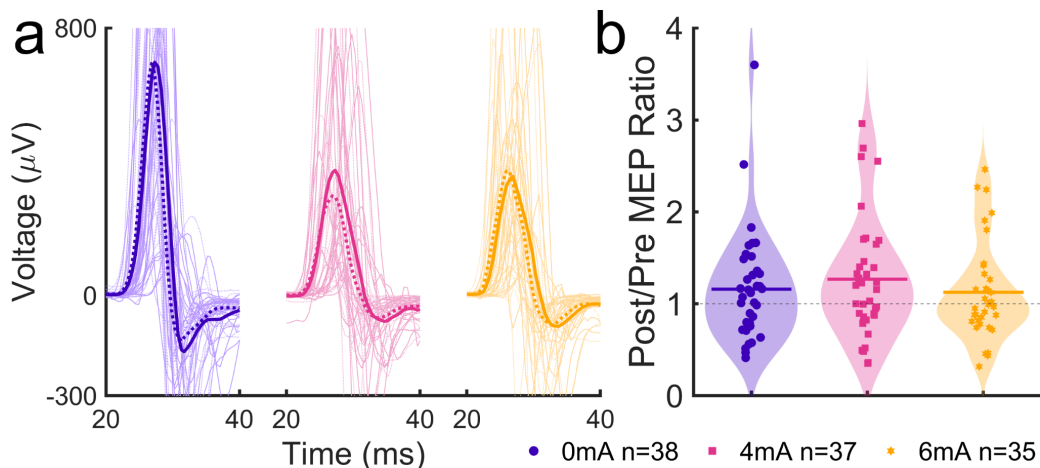 a
800
0
-300
Voltage (μV)
20 40 20 40 20 40
Time (ms)
b
4
3
2
1
0
Post/Pre MEP Ratio
0mA n=38 4mA n=37 6mA n=35